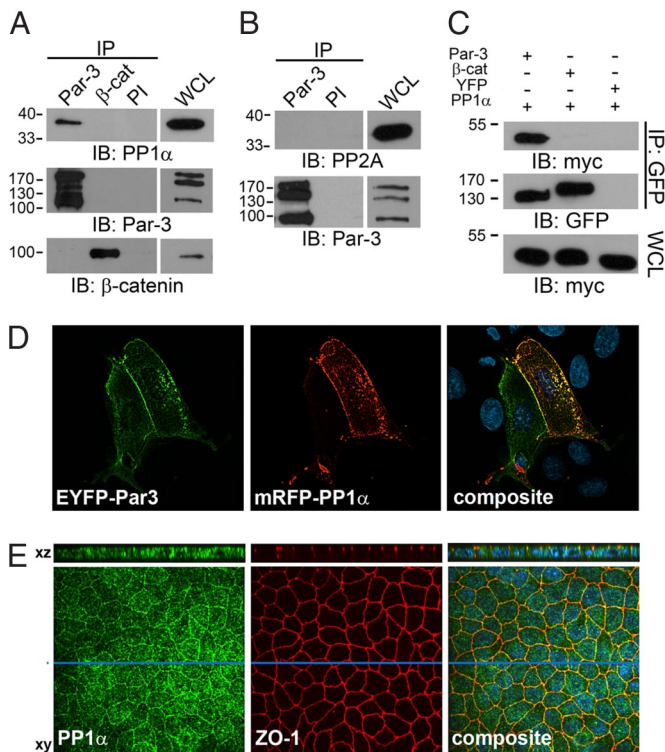 A
IP
Par-3 β-cat PI WCL
40
33
IB: PP1α
170
130
100
IB: Par-3
100
IB: β-catenin
B
IP
Par-3 PI WCL
40
33
IB: PP2A
170
130
100
IB: Par-3
C
Par-3 + - -
β-cat - + -
YFP - - +
PP1α + + +
55
IB: myc
170
130
IB: GFP
IP: GFP
55
IB: myc
WCL
D
EYFP-Par3
mRFP-PP1α
composite
E
xz
xy
PP1α
ZO-1
composite